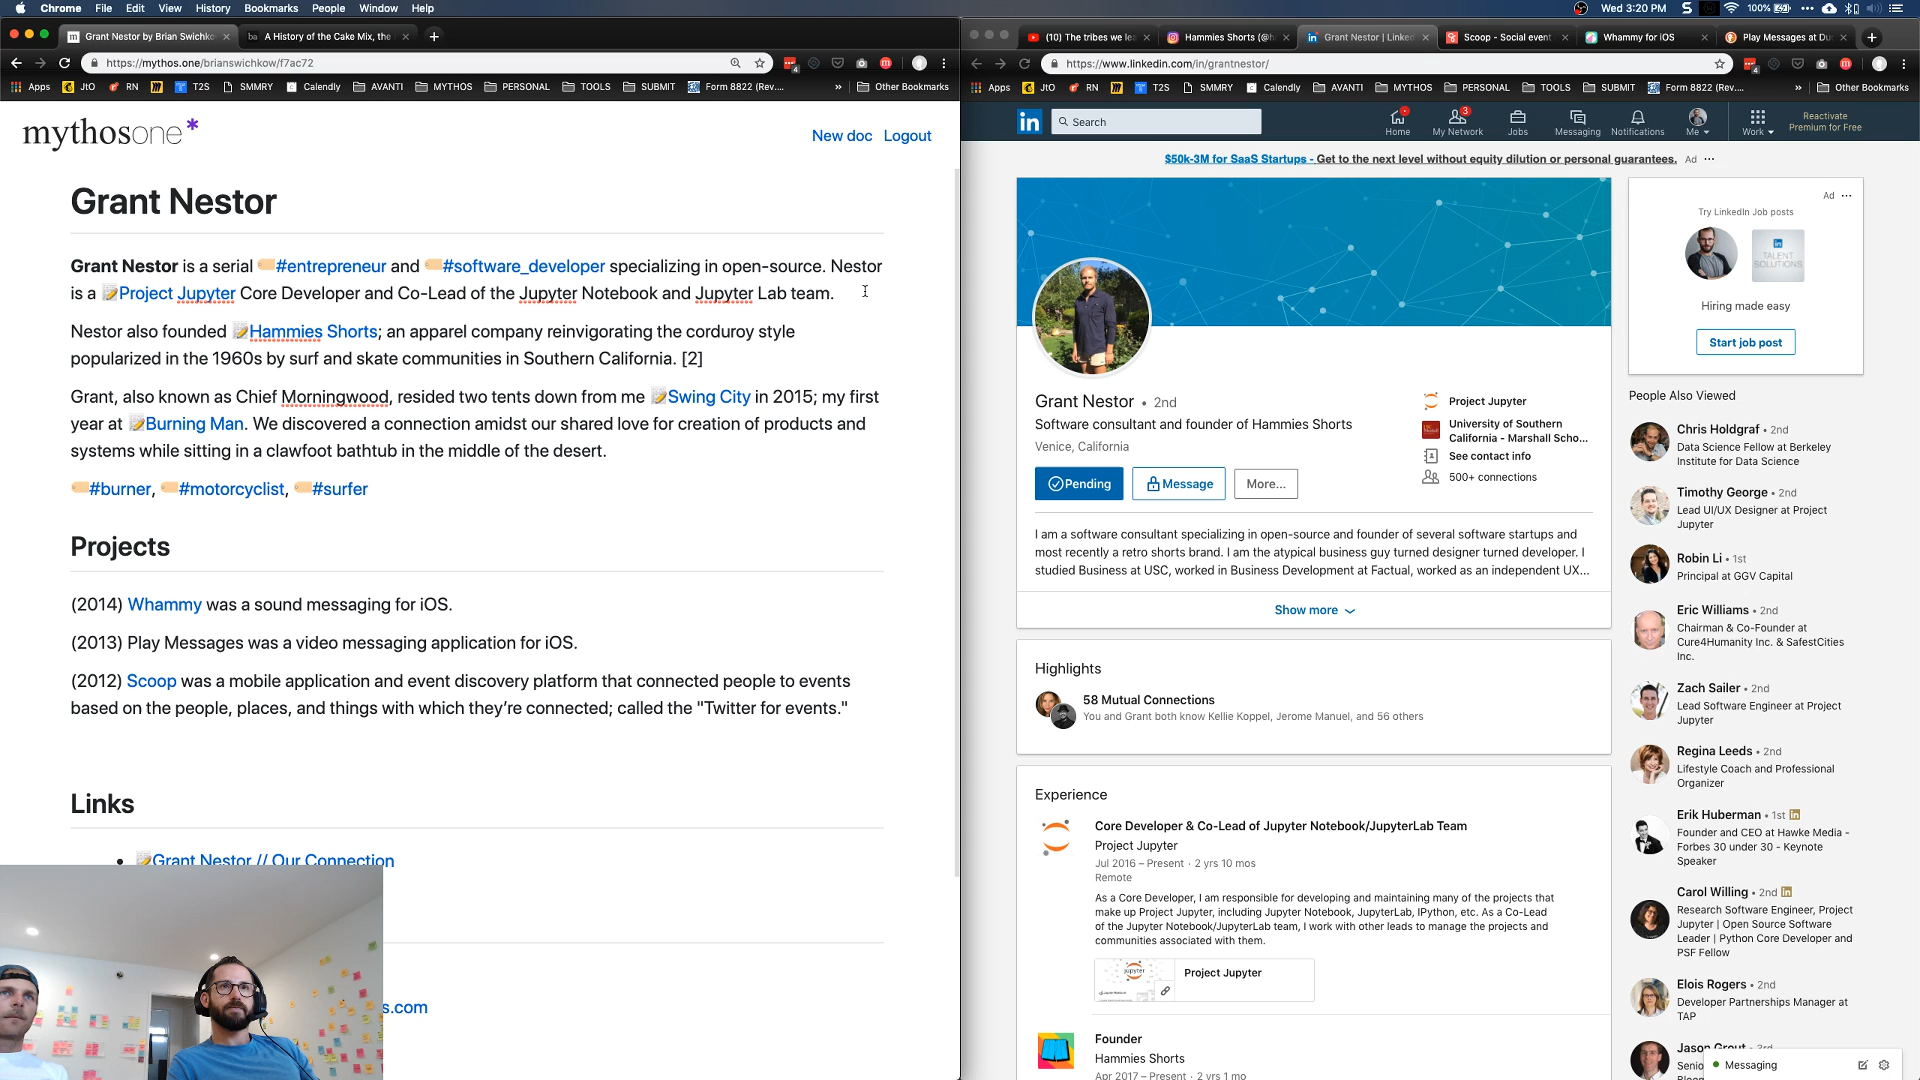 Chrome File Edit View History Bookmarks People Window Help
100% Wed 3:20 PM
Grant Nestor by Brian Swichko
A History of the Cake Mix, the
https://mythos.one/brianswichkow/f7ac72
Apps JtO RN T2S SMMRY Calendly AVANTI MYTHOS PERSONAL TOOLS SUBMIT Form 8822 (Rev.... » Other Bookmarks
mythosone*
New doc Logout
Grant Nestor
Grant Nestor is a serial #entrepreneur and #software_developer specializing in open-source. Nestor
is a Project Jupyter Core Developer and Co-Lead of the Jupyter Notebook and Jupyter Lab team.
Nestor also founded Hammies Shorts; an apparel company reinvigorating the corduroy style
popularized in the 1960s by surf and skate communities in Southern California. [2]
Grant, also known as Chief Morningwood, resided two tents down from me Swing City in 2015; my first
year at Burning Man. We discovered a connection amidst our shared love for creation of products and
systems while sitting in a clawfoot bathtub in the middle of the desert.
#burner, #motorcyclist, #surfer
Projects
(2014) Whammy was a sound messaging for iOS.
(2013) Play Messages was a video messaging application for iOS.
(2012) Scoop was a mobile application and event discovery platform that connected people to events
based on the people, places, and things with which they're connected; called the "Twitter for events."
Links
• Grant Nestor // Our Connection
s.com
(10) The tribes we lea
Hammies Shorts (@h
Grant Nestor | LinkedI
Scoop - Social event
Whammy for iOS
Play Messages at Du
https://www.linkedin.com/in/grantnestor/
Apps JtO RN T2S SMMRY Calendly AVANTI MYTHOS PERSONAL TOOLS SUBMIT Form 8822 (Rev.... » Other Bookmarks
in
Search
Home
3
My Network
Jobs
Messaging
Notifications
Me
Work
Reactivate
Premium for Free
$50k-3M for SaaS Startups - Get to the next level without equity dilution or personal guarantees. Ad ...
Grant Nestor • 2nd
Software consultant and founder of Hammies Shorts
Venice, California
Pending
Message
More...
Project Jupyter
University of Southern
California - Marshall Scho...
See contact info
500+ connections
I am a software consultant specializing in open-source and founder of several software startups and
most recently a retro shorts brand. I am the atypical business guy turned designer turned developer. I
studied Business at USC, worked in Business Development at Factual, worked as an independent UX...
Show more
Highlights
58 Mutual Connections
You and Grant both know Kellie Koppel, Jerome Manuel, and 56 others
Experience
Core Developer & Co-Lead of Jupyter Notebook/JupyterLab Team
Project Jupyter
Jul 2016 – Present · 2 yrs 10 mos
Remote
As a Core Developer, I am responsible for developing and maintaining many of the projects that
make up Project Jupyter, including Jupyter Notebook, JupyterLab, IPython, etc. As a Co-Lead
of the Jupyter Notebook/JupyterLab team, I work with other leads to manage the projects and
communities associated with them.
jupyter
Project Jupyter
Founder
Hammies Shorts
Apr 2017 – Present · 2 yrs 1 mo
Ad ...
Try LinkedIn Job posts
in
TALENT
SOLUTIONS
Hiring made easy
Start job post
People Also Viewed
Chris Holdgraf • 2nd
Data Science Fellow at Berkeley
Institute for Data Science
Timothy George • 2nd
Lead UI/UX Designer at Project
Jupyter
Robin Li • 1st
Principal at GGV Capital
Eric Williams • 2nd
Chairman & Co-Founder at
Cure4Humanity Inc. & SafestCities
Inc.
Zach Sailer • 2nd
Lead Software Engineer at Project
Jupyter
Regina Leeds • 2nd
Lifestyle Coach and Professional
Organizer
Erik Huberman • 1st in
Founder and CEO at Hawke Media -
Forbes 30 under 30 - Keynote
Speaker
Carol Willing • 2nd in
Research Software Engineer, Project
Jupyter | Open Source Software
Leader | Python Core Developer and
PSF Fellow
Elois Rogers • 2nd
Developer Partnerships Manager at
TAP
Jason Grout • 3rd
Senio
Messaging